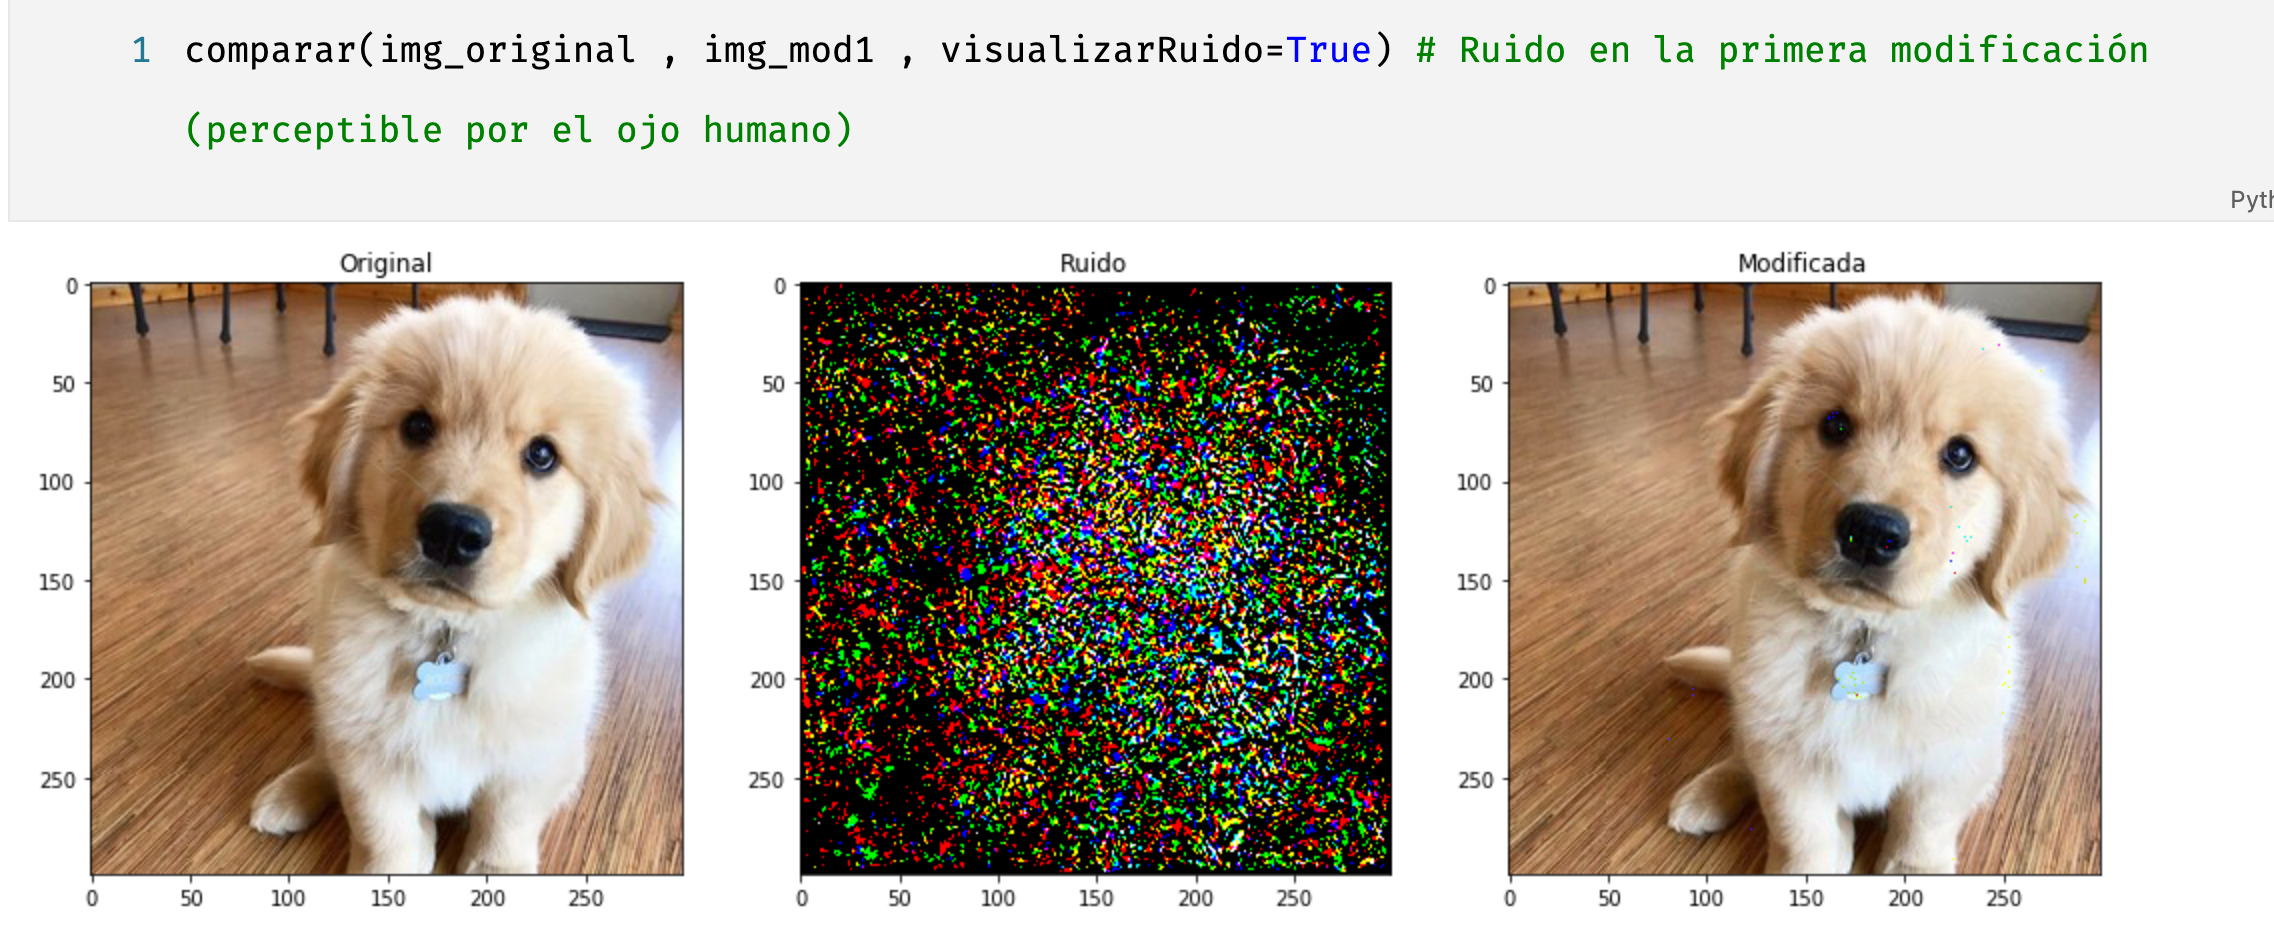 1 comparar(img_original , img_mod1 , visualizarRuido=True) # Ruido en la primera modificación
(perceptible por el ojo humano)
Original
0
50
100
150
200
250
0 50 100 150 200 250
Ruido
0
50
100
150
200
250
0 50 100 150 200 250
Modificada
0
50
100
150
200
250
0 50 100 150 200 250